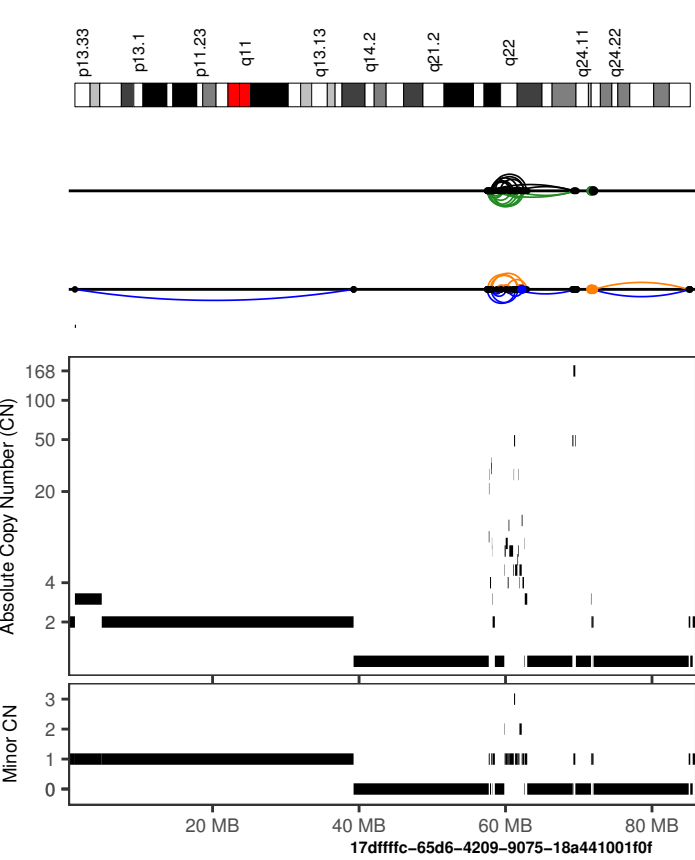 p13.33 p13.1 p11.23 q11 q13.13 q14.2 q21.2 q22 q24.11 q24.22
Absolute Copy Number (CN)
168
100
50
20
4
2
Minor CN
3
2
1
0
20 MB 40 MB 60 MB 80 MB
17dffffc−65d6−4209−9075−18a441001f0f